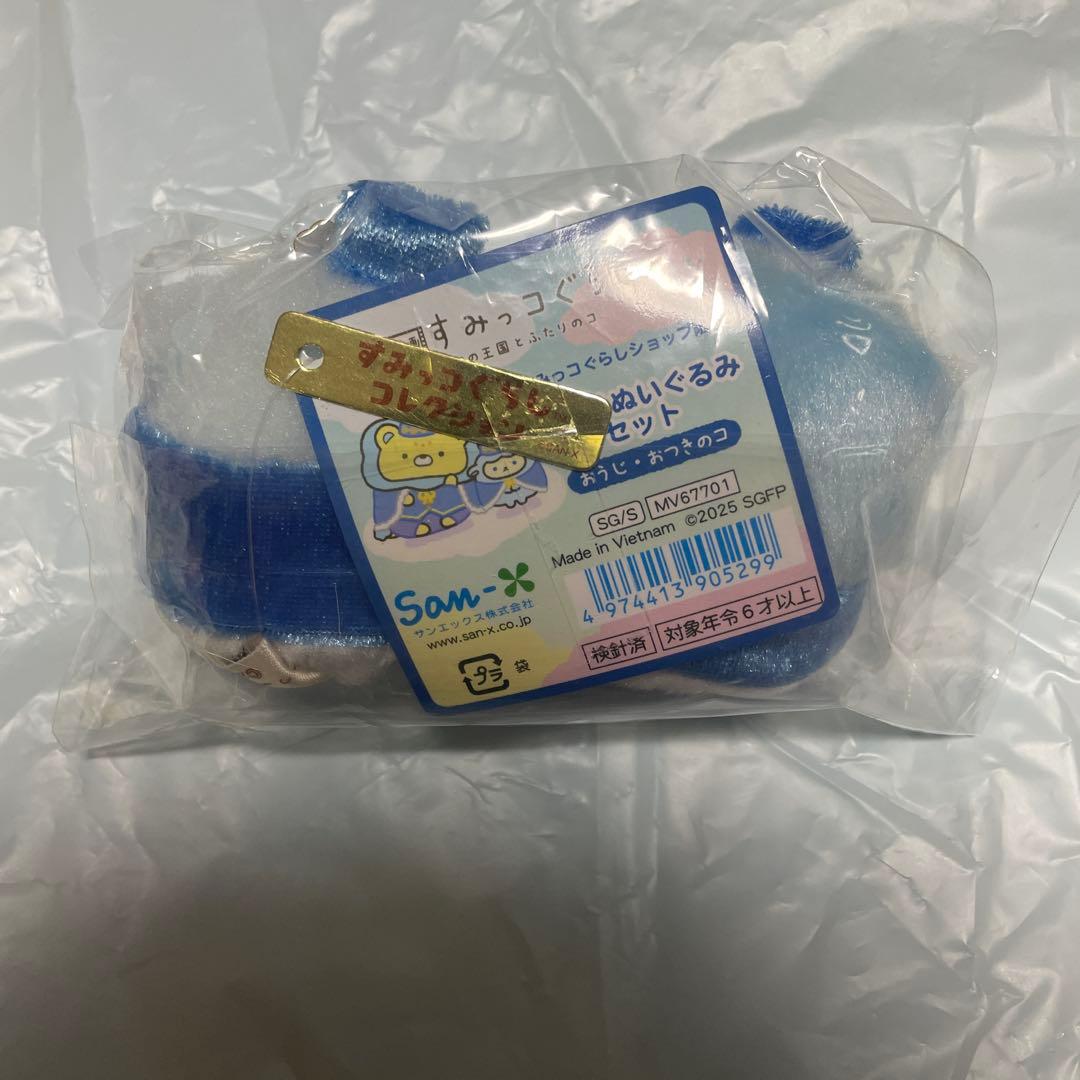 すみっコぐ
の王国とふたりのコ
みっコぐらしショップ
ぬいぐるみ
セット
おうじ・おつきのコ
すみっコぐらし
コレクション
SG/S MV67701
Made in Vietnam ©2025 SGFP
4 974413 905299
検針済 対象年令6才以上
San-X
サンエックス株式会社
www.san-x.co.jp
プラ 袋